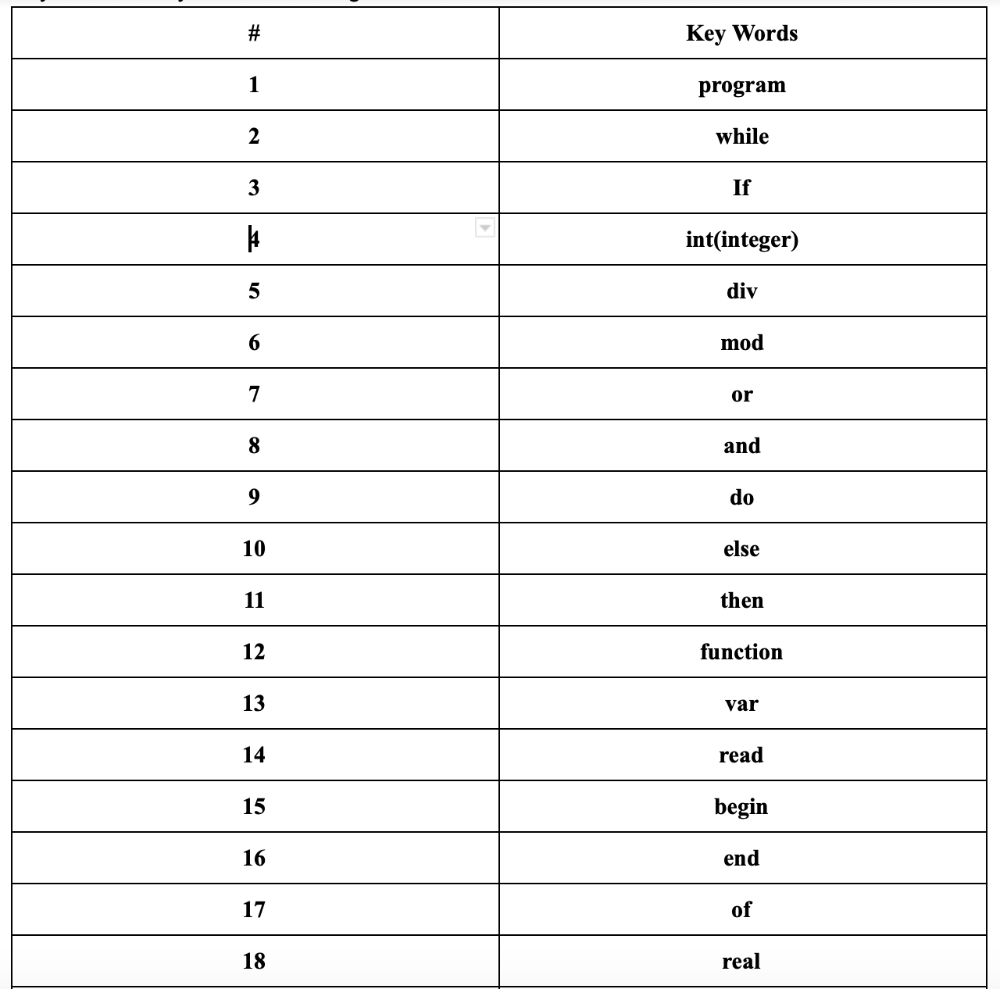 # Key Words
1 program
2 while
3 If
4 int(integer)
5 div
6 mod
7 or
8 and
9 do
10 else
11 then
12 function
13 var
14 read
15 begin
16 end
17 of
18 real